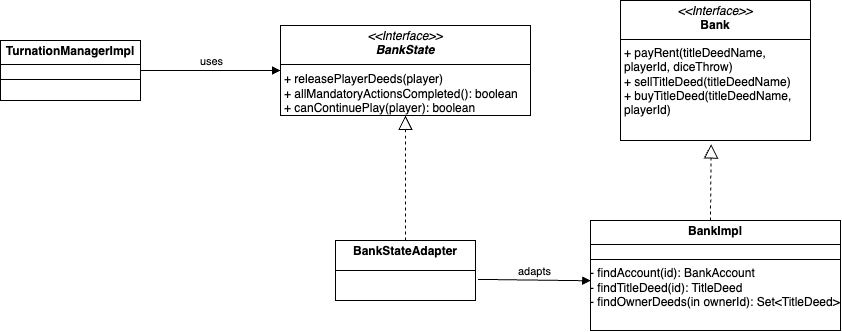 TurnationManagerImpl
uses
<<Interface>>
BankState
+ releasePlayerDeeds(player)
+ allMandatoryActionsCompleted(): boolean
+ canContinuePlay(player): boolean
<<Interface>>
Bank
+ payRent(titleDeedName,
playerId, diceThrow)
+ sellTitleDeed(titleDeedName)
+ buyTitleDeed(titleDeedName,
playerId)
BankStateAdapter
adapts
BankImpl
- findAccount(id): BankAccount
- findTitleDeed(id): TitleDeed
- findOwnerDeeds(in ownerId): Set<TitleDeed>